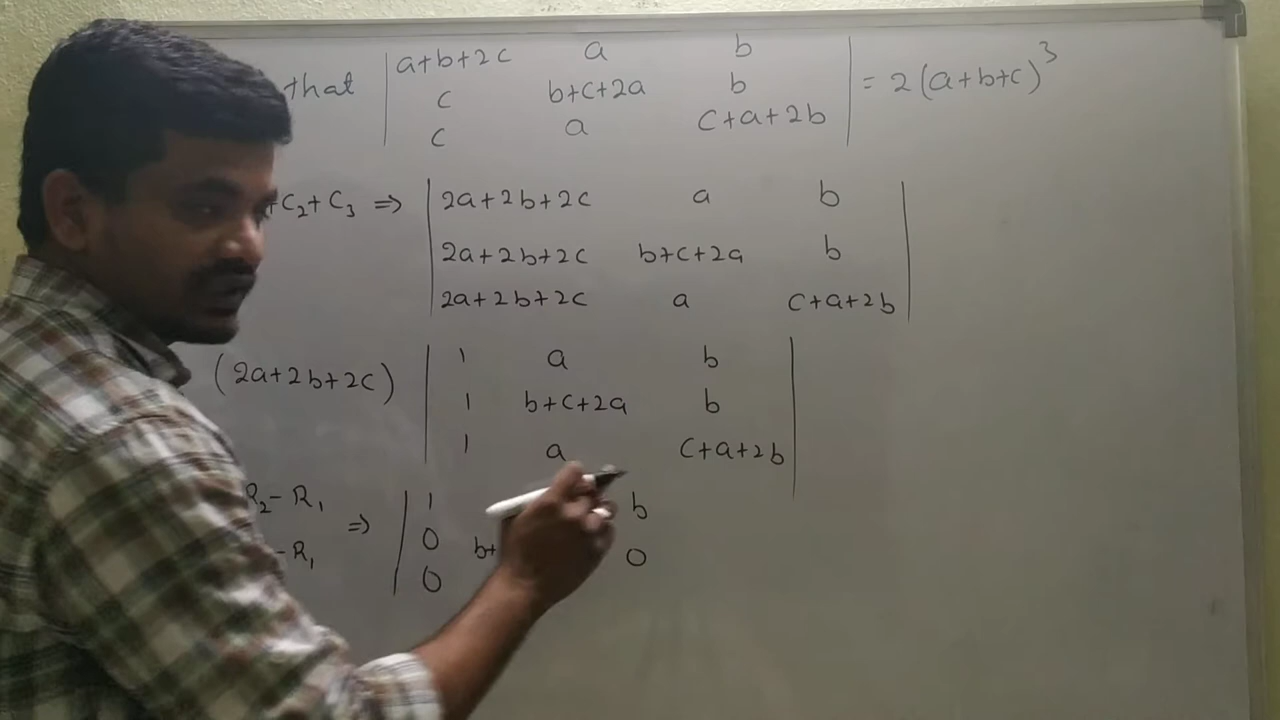 that | a+b+2c a b | = 2(a+b+c)³
| c b+c+2a b |
| c a c+a+2b |
+C₂+C₃ ⇒ | 2a+2b+2c a b |
| 2a+2b+2c b+c+2a b |
| 2a+2b+2c a c+a+2b |
(2a+2b+2c) | 1 a b |
| 1 b+c+2a b |
| 1 a c+a+2b |
R₂-R₁ ⇒ | 1 b
-R₁ | 0 b+ 0
| 0